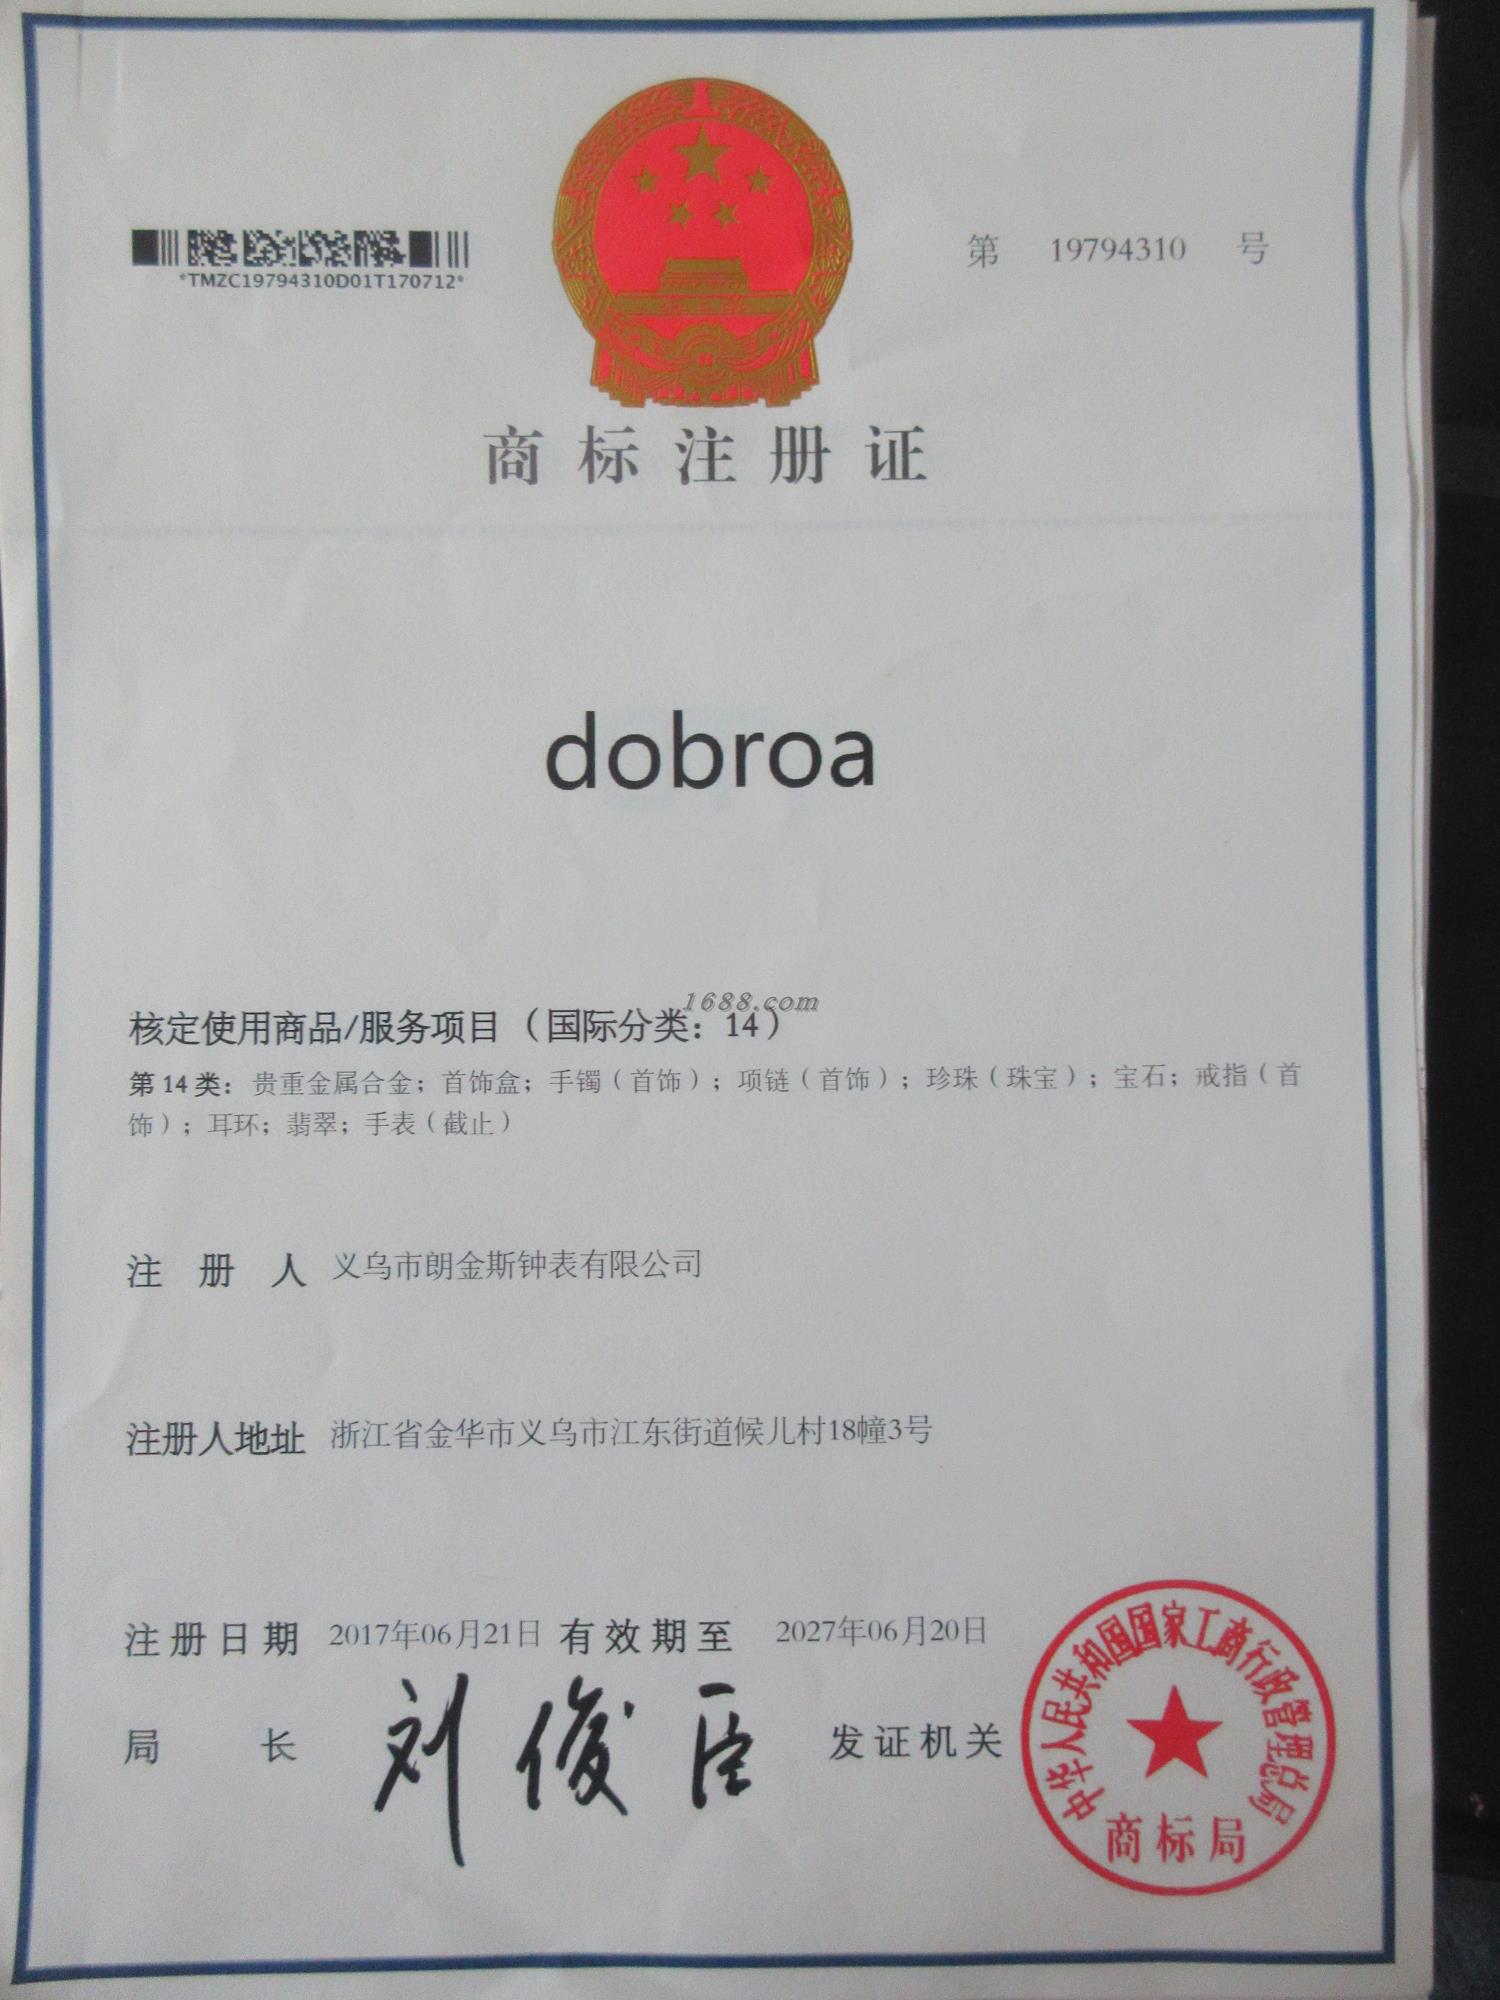 *TMZC19794310D01T170712*
第 19794310 号
商标注册证
dobroa
1688.com
核定使用商品/服务项目（国际分类：14）
第14类：贵重金属合金；首饰盒；手镯（首饰）；项链（首饰）；珍珠（珠宝）；宝石；戒指（首
饰）；耳环；翡翠；手表（截止）
注册人 义乌市朗金斯钟表有限公司
注册人地址 浙江省金华市义乌市江东街道候儿村18幢3号
注册日期 2017年06月21日 有效期至 2027年06月20日
局长 刘俊臣 发证机关
中华人民共和国国家工商行政管理总局
商标局